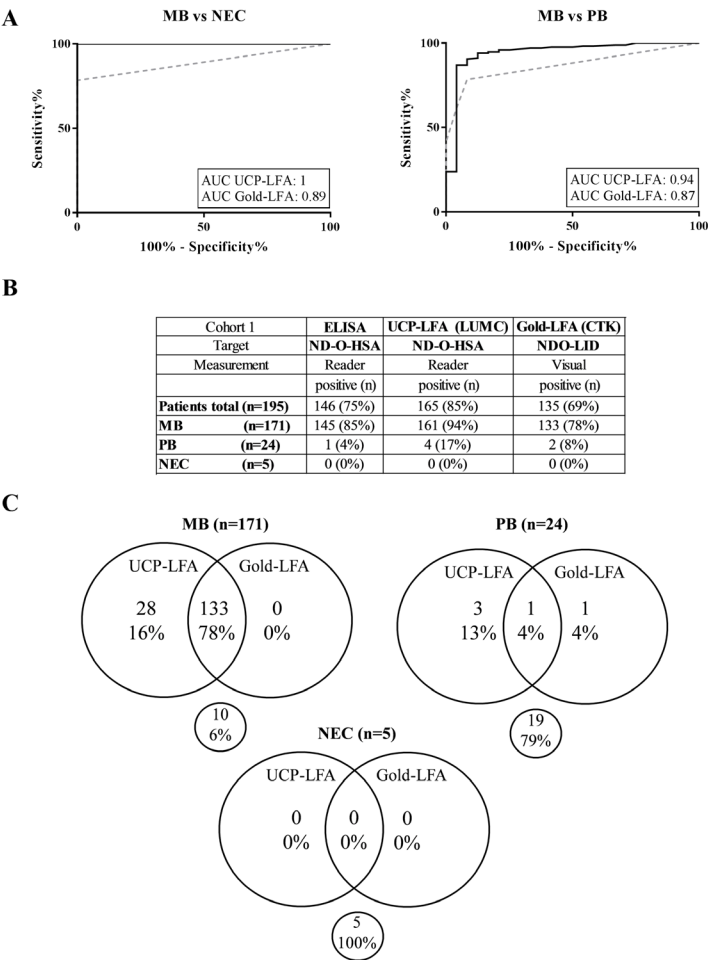 A
MB vs NEC
MB vs PB
100
50
0
Sensitivity%
AUC UCP-LFA: 1
AUC Gold-LFA: 0.89
0 50 100
100% - Specificity%
100
50
0
Sensitivity%
AUC UCP-LFA: 0.94
AUC Gold-LFA: 0.87
0 50 100
100% - Specificity%
B
Cohort 1 ELISA UCP-LFA (LUMC) Gold-LFA (CTK)
Target ND-O-HSA ND-O-HSA NDO-LID
Measurement Reader Reader Visual
positive (n) positive (n) positive (n)
Patients total (n=195) 146 (75%) 165 (85%) 135 (69%)
MB (n=171) 145 (85%) 161 (94%) 133 (78%)
PB (n=24) 1 (4%) 4 (17%) 2 (8%)
NEC (n=5) 0 (0%) 0 (0%) 0 (0%)
C
MB (n=171)
UCP-LFA Gold-LFA
28 133 0
16% 78% 0%
10
6%
PB (n=24)
UCP-LFA Gold-LFA
3 1 1
13% 4% 4%
19
79%
NEC (n=5)
UCP-LFA Gold-LFA
0 0 0
0% 0% 0%
5
100%